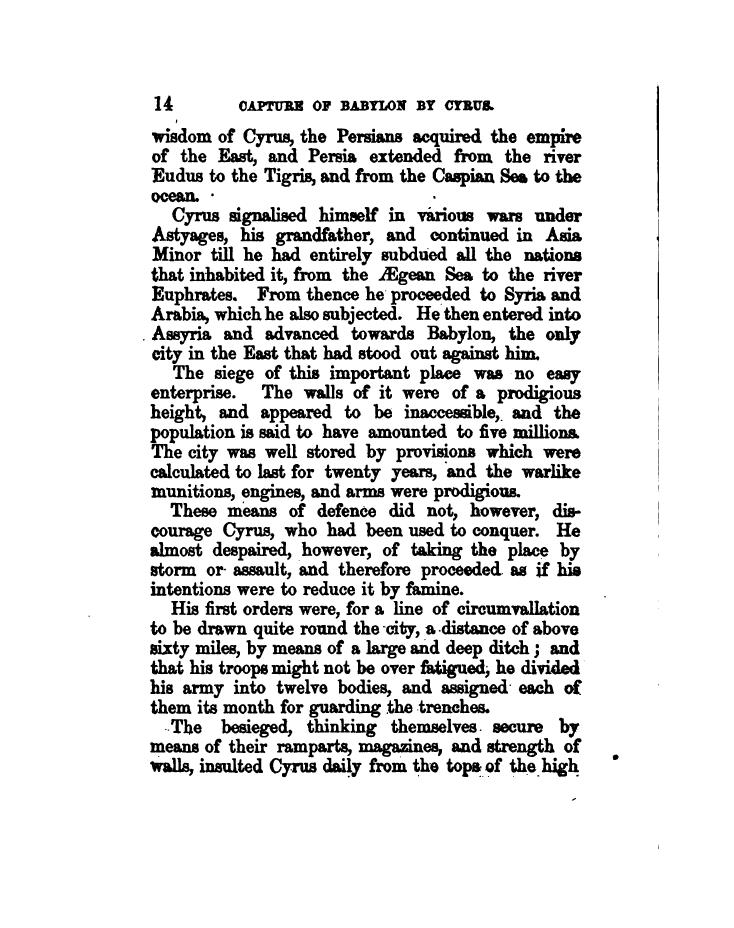 14 CAPTURE OF BABYLON BY CYRUS.
wisdom of Cyrus, the Persians acquired the empire
of the East, and Persia extended from the river
Eudus to the Tigris, and from the Caspian Sea to the
ocean.
Cyrus signalised himself in various wars under
Astyages, his grandfather, and continued in Asia
Minor till he had entirely subdued all the nations
that inhabited it, from the Ægean Sea to the river
Euphrates. From thence he proceeded to Syria and
Arabia, which he also subjected. He then entered into
Assyria and advanced towards Babylon, the only
city in the East that had stood out against him.
The siege of this important place was no easy
enterprise. The walls of it were of a prodigious
height, and appeared to be inaccessible, and the
population is said to have amounted to five millions.
The city was well stored by provisions which were
calculated to last for twenty years, and the warlike
munitions, engines, and arms were prodigious.
These means of defence did not, however, dis-
courage Cyrus, who had been used to conquer. He
almost despaired, however, of taking the place by
storm or assault, and therefore proceeded as if his
intentions were to reduce it by famine.
His first orders were, for a line of circumvallation
to be drawn quite round the city, a distance of above
sixty miles, by means of a large and deep ditch; and
that his troops might not be over fatigued, he divided
his army into twelve bodies, and assigned each of
them its month for guarding the trenches.
The besieged, thinking themselves secure by
means of their ramparts, magazines, and strength of
walls, insulted Cyrus daily from the tops of the high